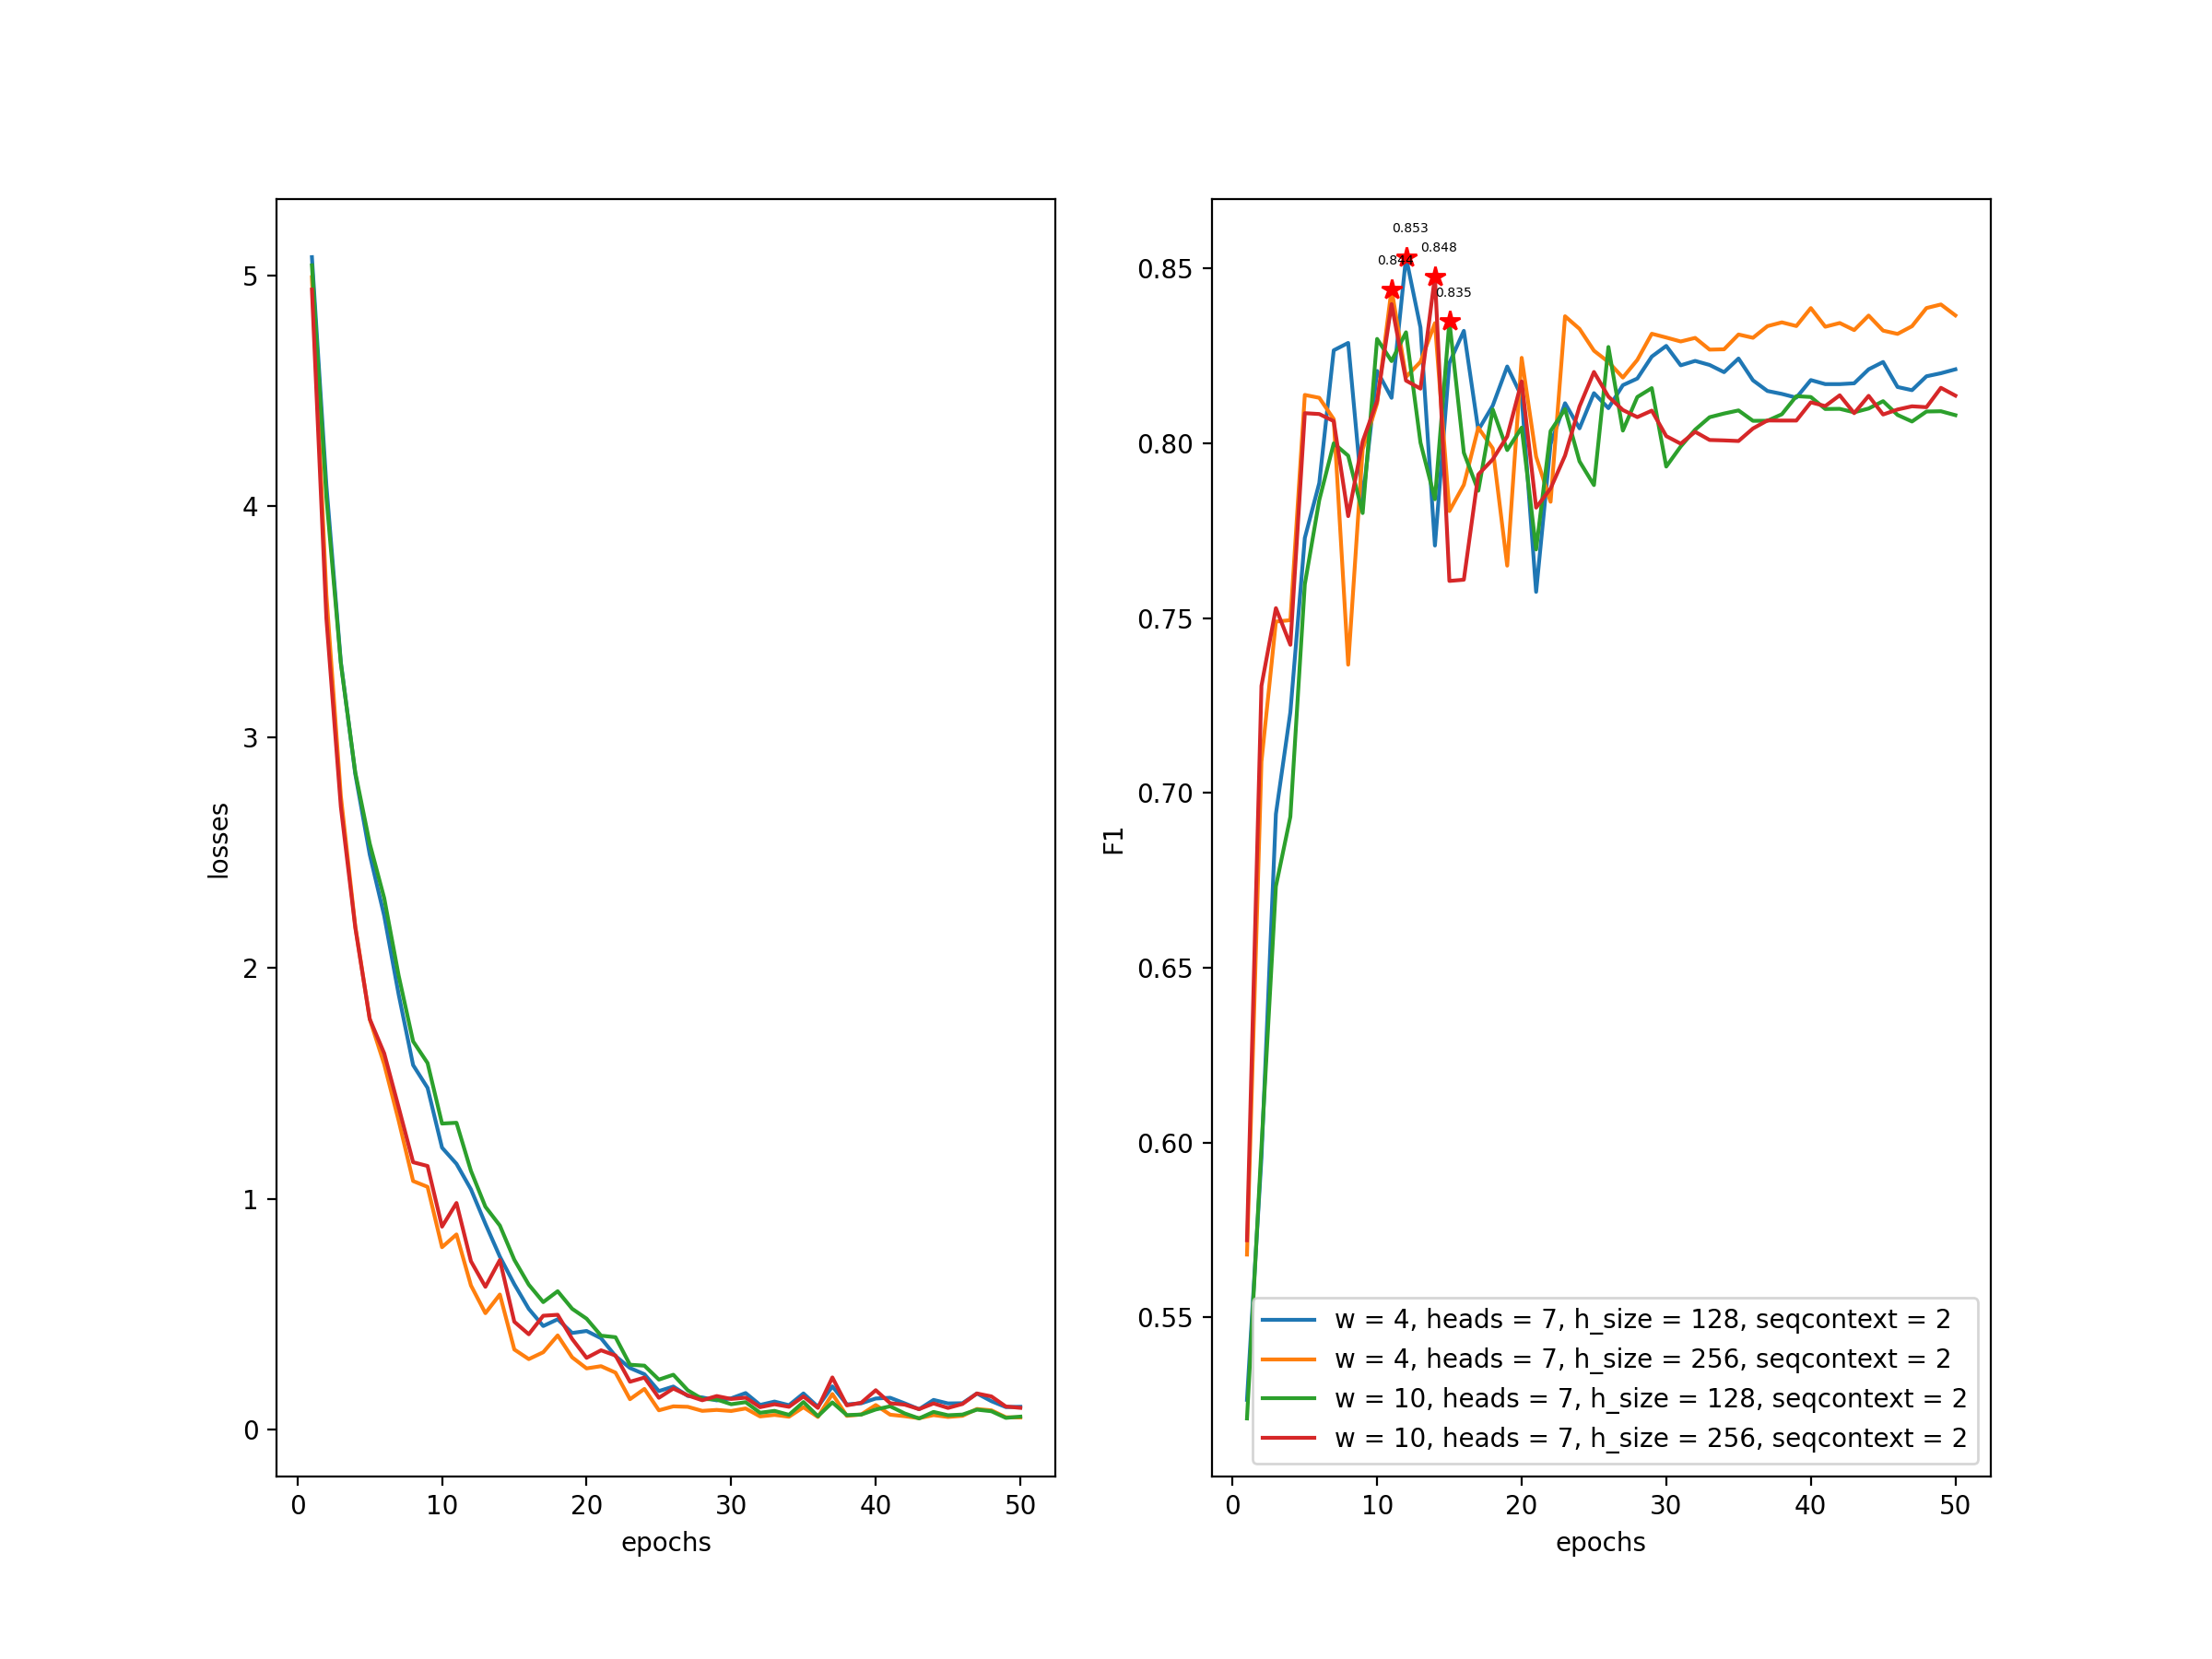 losses
5
4
3
2
1
0
0 10 20 30 40 50
epochs
F1
0.85
0.80
0.75
0.70
0.65
0.60
0.55
0.853
0.848
0.844
0.835
w = 4, heads = 7, h_size = 128, seqcontext = 2
w = 4, heads = 7, h_size = 256, seqcontext = 2
w = 10, heads = 7, h_size = 128, seqcontext = 2
w = 10, heads = 7, h_size = 256, seqcontext = 2
0 10 20 30 40 50
epochs